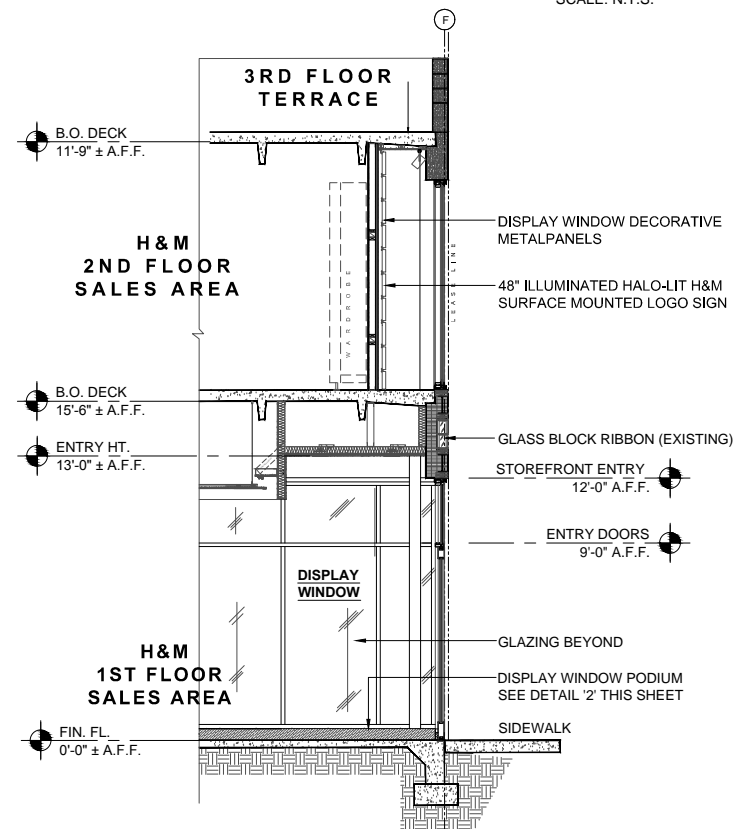 SCALE: N.T.S.
F
3RD FLOOR
TERRACE
B.O. DECK
11'-9" ± A.F.F.
DISPLAY WINDOW DECORATIVE
METALPANELS
H&M
2ND FLOOR
SALES AREA
48" ILLUMINATED HALO-LIT H&M
SURFACE MOUNTED LOGO SIGN
WARDROBE
LEASE LINE
B.O. DECK
15'-6" ± A.F.F.
GLASS BLOCK RIBBON (EXISTING)
ENTRY HT.
13'-0" ± A.F.F.
STOREFRONT ENTRY
12'-0" A.F.F.
ENTRY DOORS
9'-0" A.F.F.
DISPLAY
WINDOW
GLAZING BEYOND
H&M
1ST FLOOR
SALES AREA
DISPLAY WINDOW PODIUM
SEE DETAIL '2' THIS SHEET
SIDEWALK
FIN. FL.
0'-0" ± A.F.F.